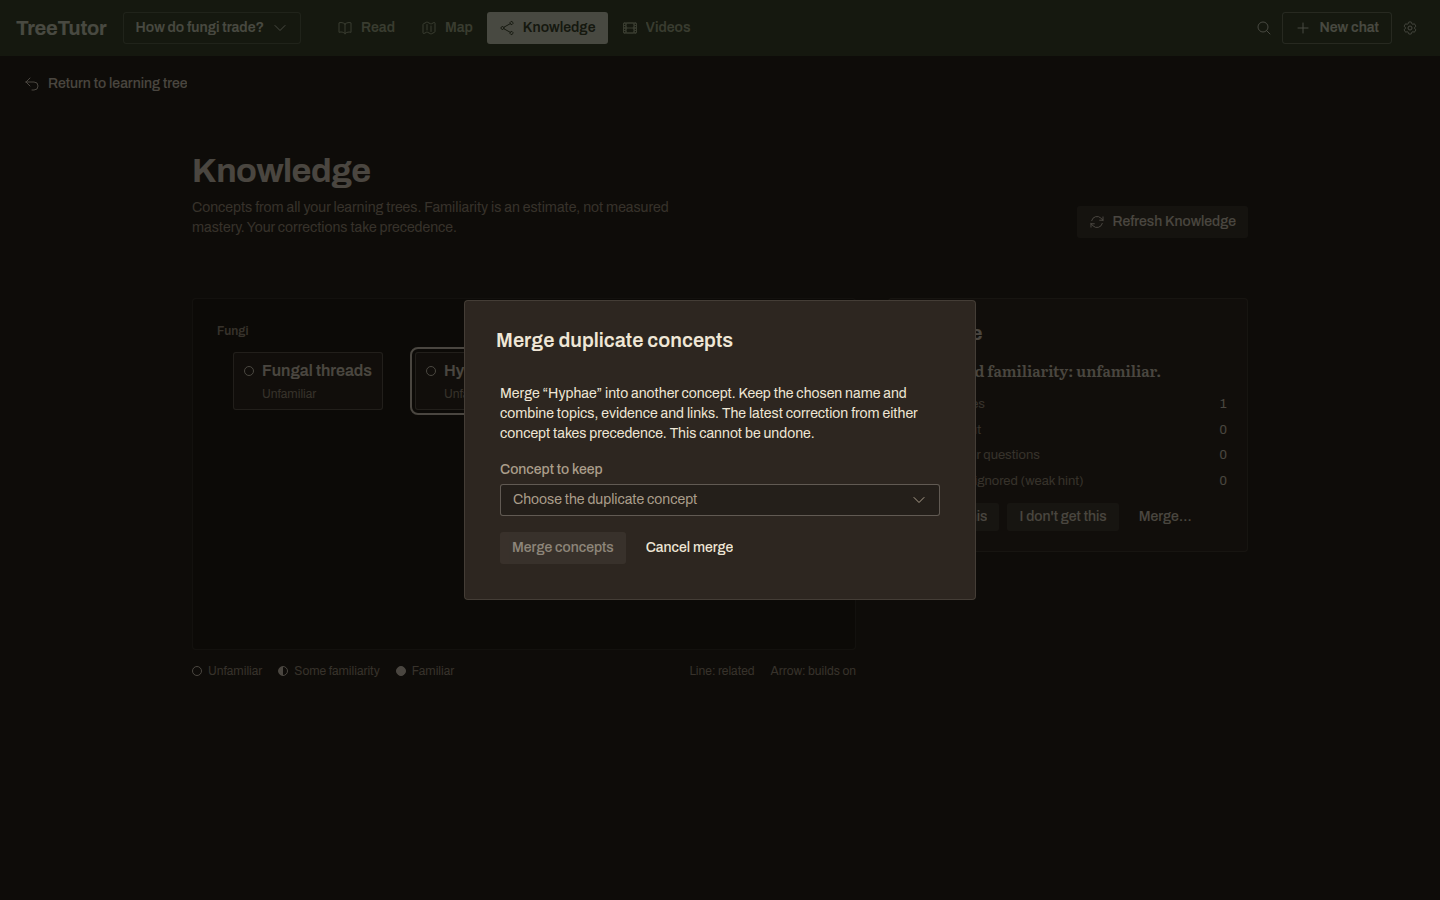 TreeTutor
How do fungi trade?
Read
Map
Knowledge
Videos
New chat
Return to learning tree
Knowledge
Concepts from all your learning trees. Familiarity is an estimate, not measured
mastery. Your corrections take precedence.
Refresh Knowledge
Fungi
Fungal threads
Unfamiliar
Hy
Unf
Merge duplicate concepts
Merge “Hyphae” into another concept. Keep the chosen name and
combine topics, evidence and links. The latest correction from either
concept takes precedence. This cannot be undone.
Concept to keep
Choose the duplicate concept
Merge concepts
Cancel merge
e
d familiarity: unfamiliar.
es 1
t 0
r questions 0
gnored (weak hint) 0
is
I don't get this
Merge...
Unfamiliar
Some familiarity
Familiar
Line: related
Arrow: builds on